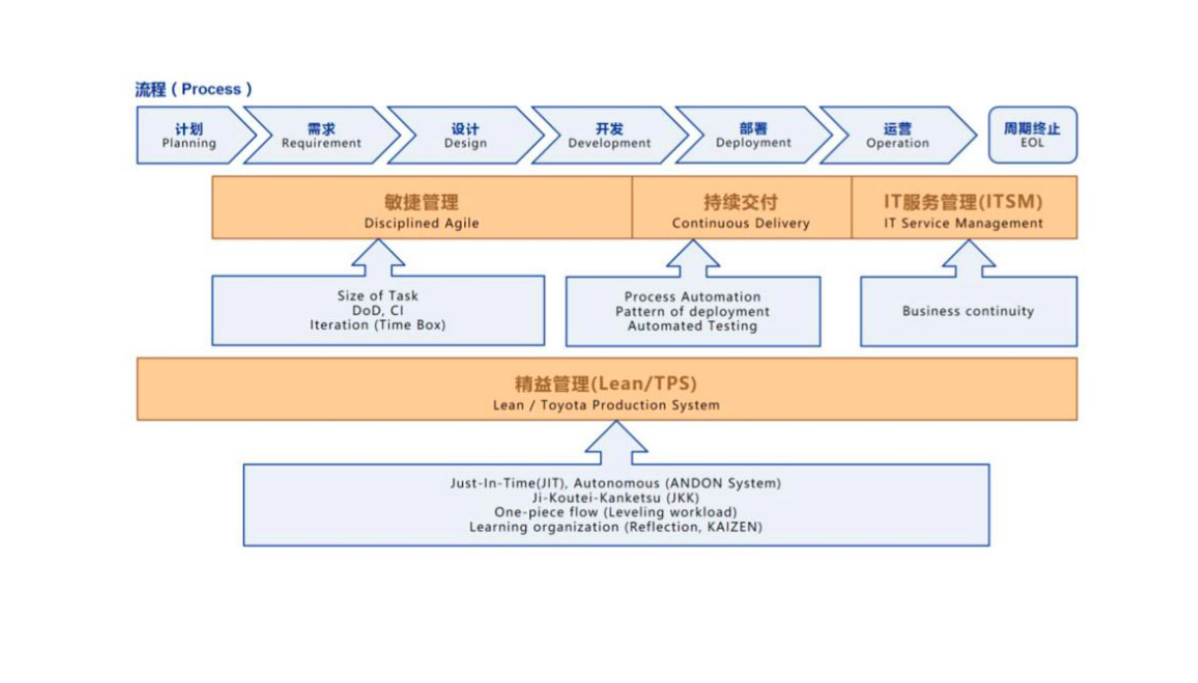 流程（Process）
计划
Planning
需求
Requirement
设计
Design
开发
Development
部署
Deployment
运营
Operation
周期终止
EOL
敏捷管理
Disciplined Agile
持续交付
Continuous Delivery
IT服务管理(ITSM)
IT Service Management
Size of Task
DoD, CI
Iteration (Time Box)
Process Automation
Pattern of deployment
Automated Testing
Business continuity
精益管理(Lean/TPS)
Lean / Toyota Production System
Just-In-Time(JIT), Autonomous (ANDON System)
Ji-Koutei-Kanketsu (JKK)
One-piece flow (Leveling workload)
Learning organization (Reflection, KAIZEN)